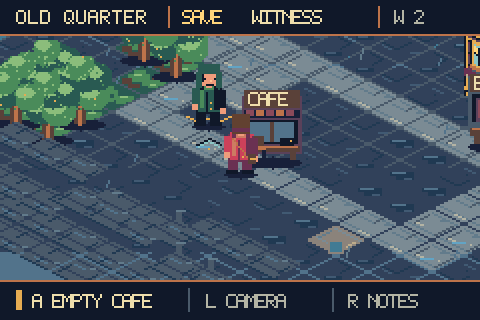 OLD QUARTER SAVE WITNESS W 2
CAFE
A EMPTY CAFE L CAMERA R NOTES